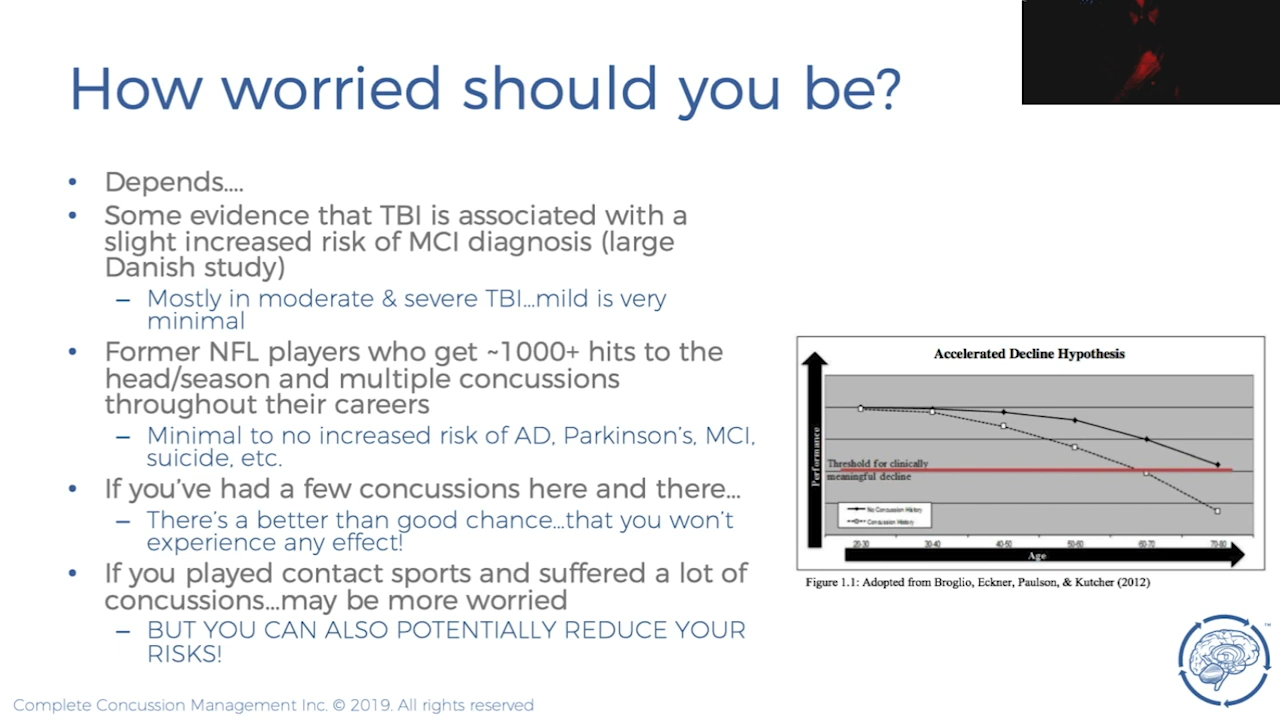 How worried should you be?
• Depends....
• Some evidence that TBI is associated with a
slight increased risk of MCI diagnosis (large
Danish study)
– Mostly in moderate & severe TBI...mild is very
minimal
• Former NFL players who get ~1000+ hits to the
head/season and multiple concussions
throughout their careers
– Minimal to no increased risk of AD, Parkinson's, MCI,
suicide, etc.
• If you've had a few concussions here and there...
– There's a better than good chance...that you won't
experience any effect!
• If you played contact sports and suffered a lot of
concussions...may be more worried
– BUT YOU CAN ALSO POTENTIALLY REDUCE YOUR
RISKS!
Accelerated Decline Hypothesis
Performance
Threshold for clinically
meaningful decline
No Concussion History
Concussion History
20-30 30-40 40-50 50-60 60-70 70-80
Age
Figure 1.1: Adopted from Broglio, Eckner, Paulson, & Kutcher (2012)
TM
Complete Concussion Management Inc. © 2019. All rights reserved